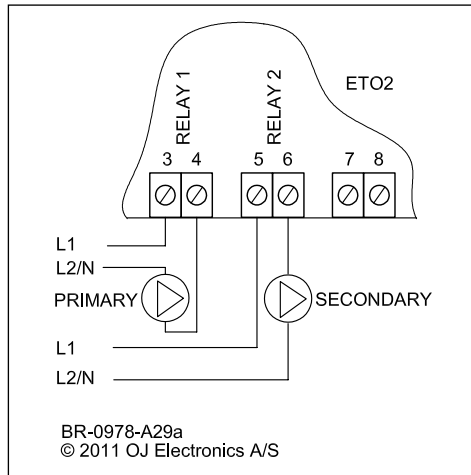 RELAY 1
RELAY 2
ETO2
3 4 5 6 7 8
L1
L2/N
PRIMARY
SECONDARY
L1
L2/N
BR-0978-A29a
© 2011 OJ Electronics A/S